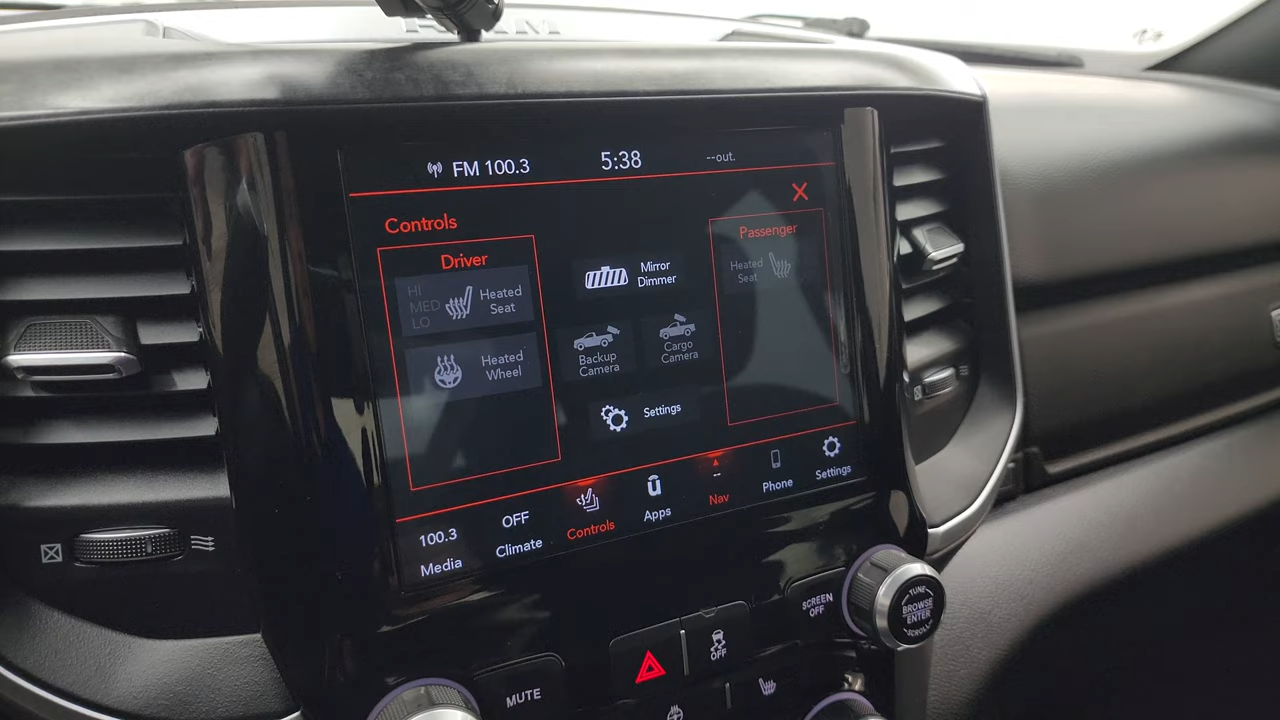 RAM
FM 100.3
5:38
--out.
Controls
Driver
HI
MED
LO
Heated
Seat
Heated
Wheel
Mirror
Dimmer
Backup
Camera
Cargo
Camera
Settings
Passenger
Heated
Seat
100.3
Media
OFF
Climate
Controls
Apps
--
Nav
Phone
Settings
SCREEN
OFF
TUNE
BROWSE
ENTER
SCROLL
OFF
MUTE